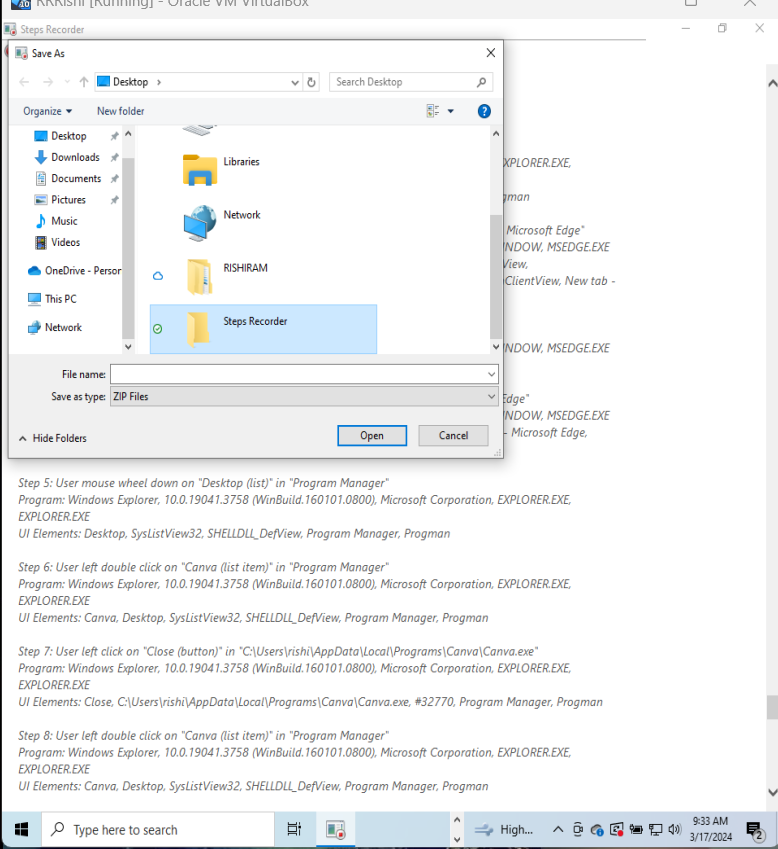 RRRishi [Running] - Oracle VM VirtualBox
Steps Recorder
Save As
Desktop
Search Desktop
Organize
New folder
?
Desktop
Downloads
Documents
Pictures
Music
Videos
OneDrive - Person
This PC
Network
Libraries
Network
RISHIRAM
Steps Recorder
File name:
Save as type: ZIP Files
Hide Folders
Open
Cancel
XPLORER.EXE,
gman
Microsoft Edge"
INDOW, MSEDGE.EXE
View,
ClientView, New tab -
INDOW, MSEDGE.EXE
Edge"
INDOW, MSEDGE.EXE
- Microsoft Edge,
Step 5: User mouse wheel down on "Desktop (list)" in "Program Manager"
Program: Windows Explorer, 10.0.19041.3758 (WinBuild.160101.0800), Microsoft Corporation, EXPLORER.EXE,
EXPLORER.EXE
UI Elements: Desktop, SysListView32, SHELLDLL_DefView, Program Manager, Progman
Step 6: User left double click on "Canva (list item)" in "Program Manager"
Program: Windows Explorer, 10.0.19041.3758 (WinBuild.160101.0800), Microsoft Corporation, EXPLORER.EXE,
EXPLORER.EXE
UI Elements: Canva, Desktop, SysListView32, SHELLDLL_DefView, Program Manager, Progman
Step 7: User left click on "Close (button)" in "C:\Users\rishi\AppData\Local\Programs\Canva\Canva.exe"
Program: Windows Explorer, 10.0.19041.3758 (WinBuild.160101.0800), Microsoft Corporation, EXPLORER.EXE,
EXPLORER.EXE
UI Elements: Close, C:\Users\rishi\AppData\Local\Programs\Canva\Canva.exe, #32770, Program Manager, Progman
Step 8: User left double click on "Canva (list item)" in "Program Manager"
Program: Windows Explorer, 10.0.19041.3758 (WinBuild.160101.0800), Microsoft Corporation, EXPLORER.EXE,
EXPLORER.EXE
UI Elements: Canva, Desktop, SysListView32, SHELLDLL_DefView, Program Manager, Progman
Type here to search
High...
9:33 AM
3/17/2024
2